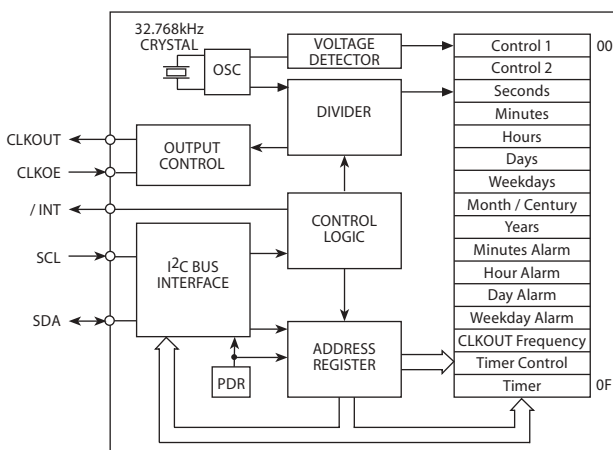 32.768kHz
CRYSTAL
OSC
VOLTAGE
DETECTOR
DIVIDER
CLKOUT
CLKOE
OUTPUT
CONTROL
/ INT
CONTROL
LOGIC
SCL
SDA
I2C BUS
INTERFACE
PDR
ADDRESS
REGISTER
Control 1 00
Control 2
Seconds
Minutes
Hours
Days
Weekdays
Month / Century
Years
Minutes Alarm
Hour Alarm
Day Alarm
Weekday Alarm
CLKOUT Frequency
Timer Control
Timer 0F